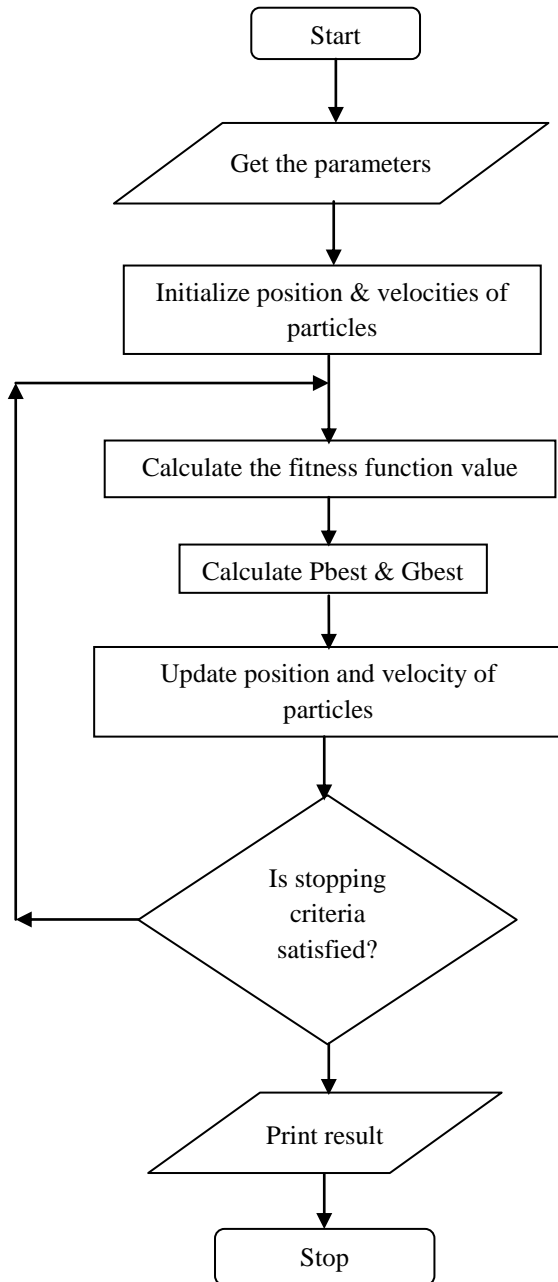 Start
Get the parameters
Initialize position & velocities of
particles
Calculate the fitness function value
Calculate Pbest & Gbest
Update position and velocity of
particles
Is stopping
criteria
satisfied?
Print result
Stop